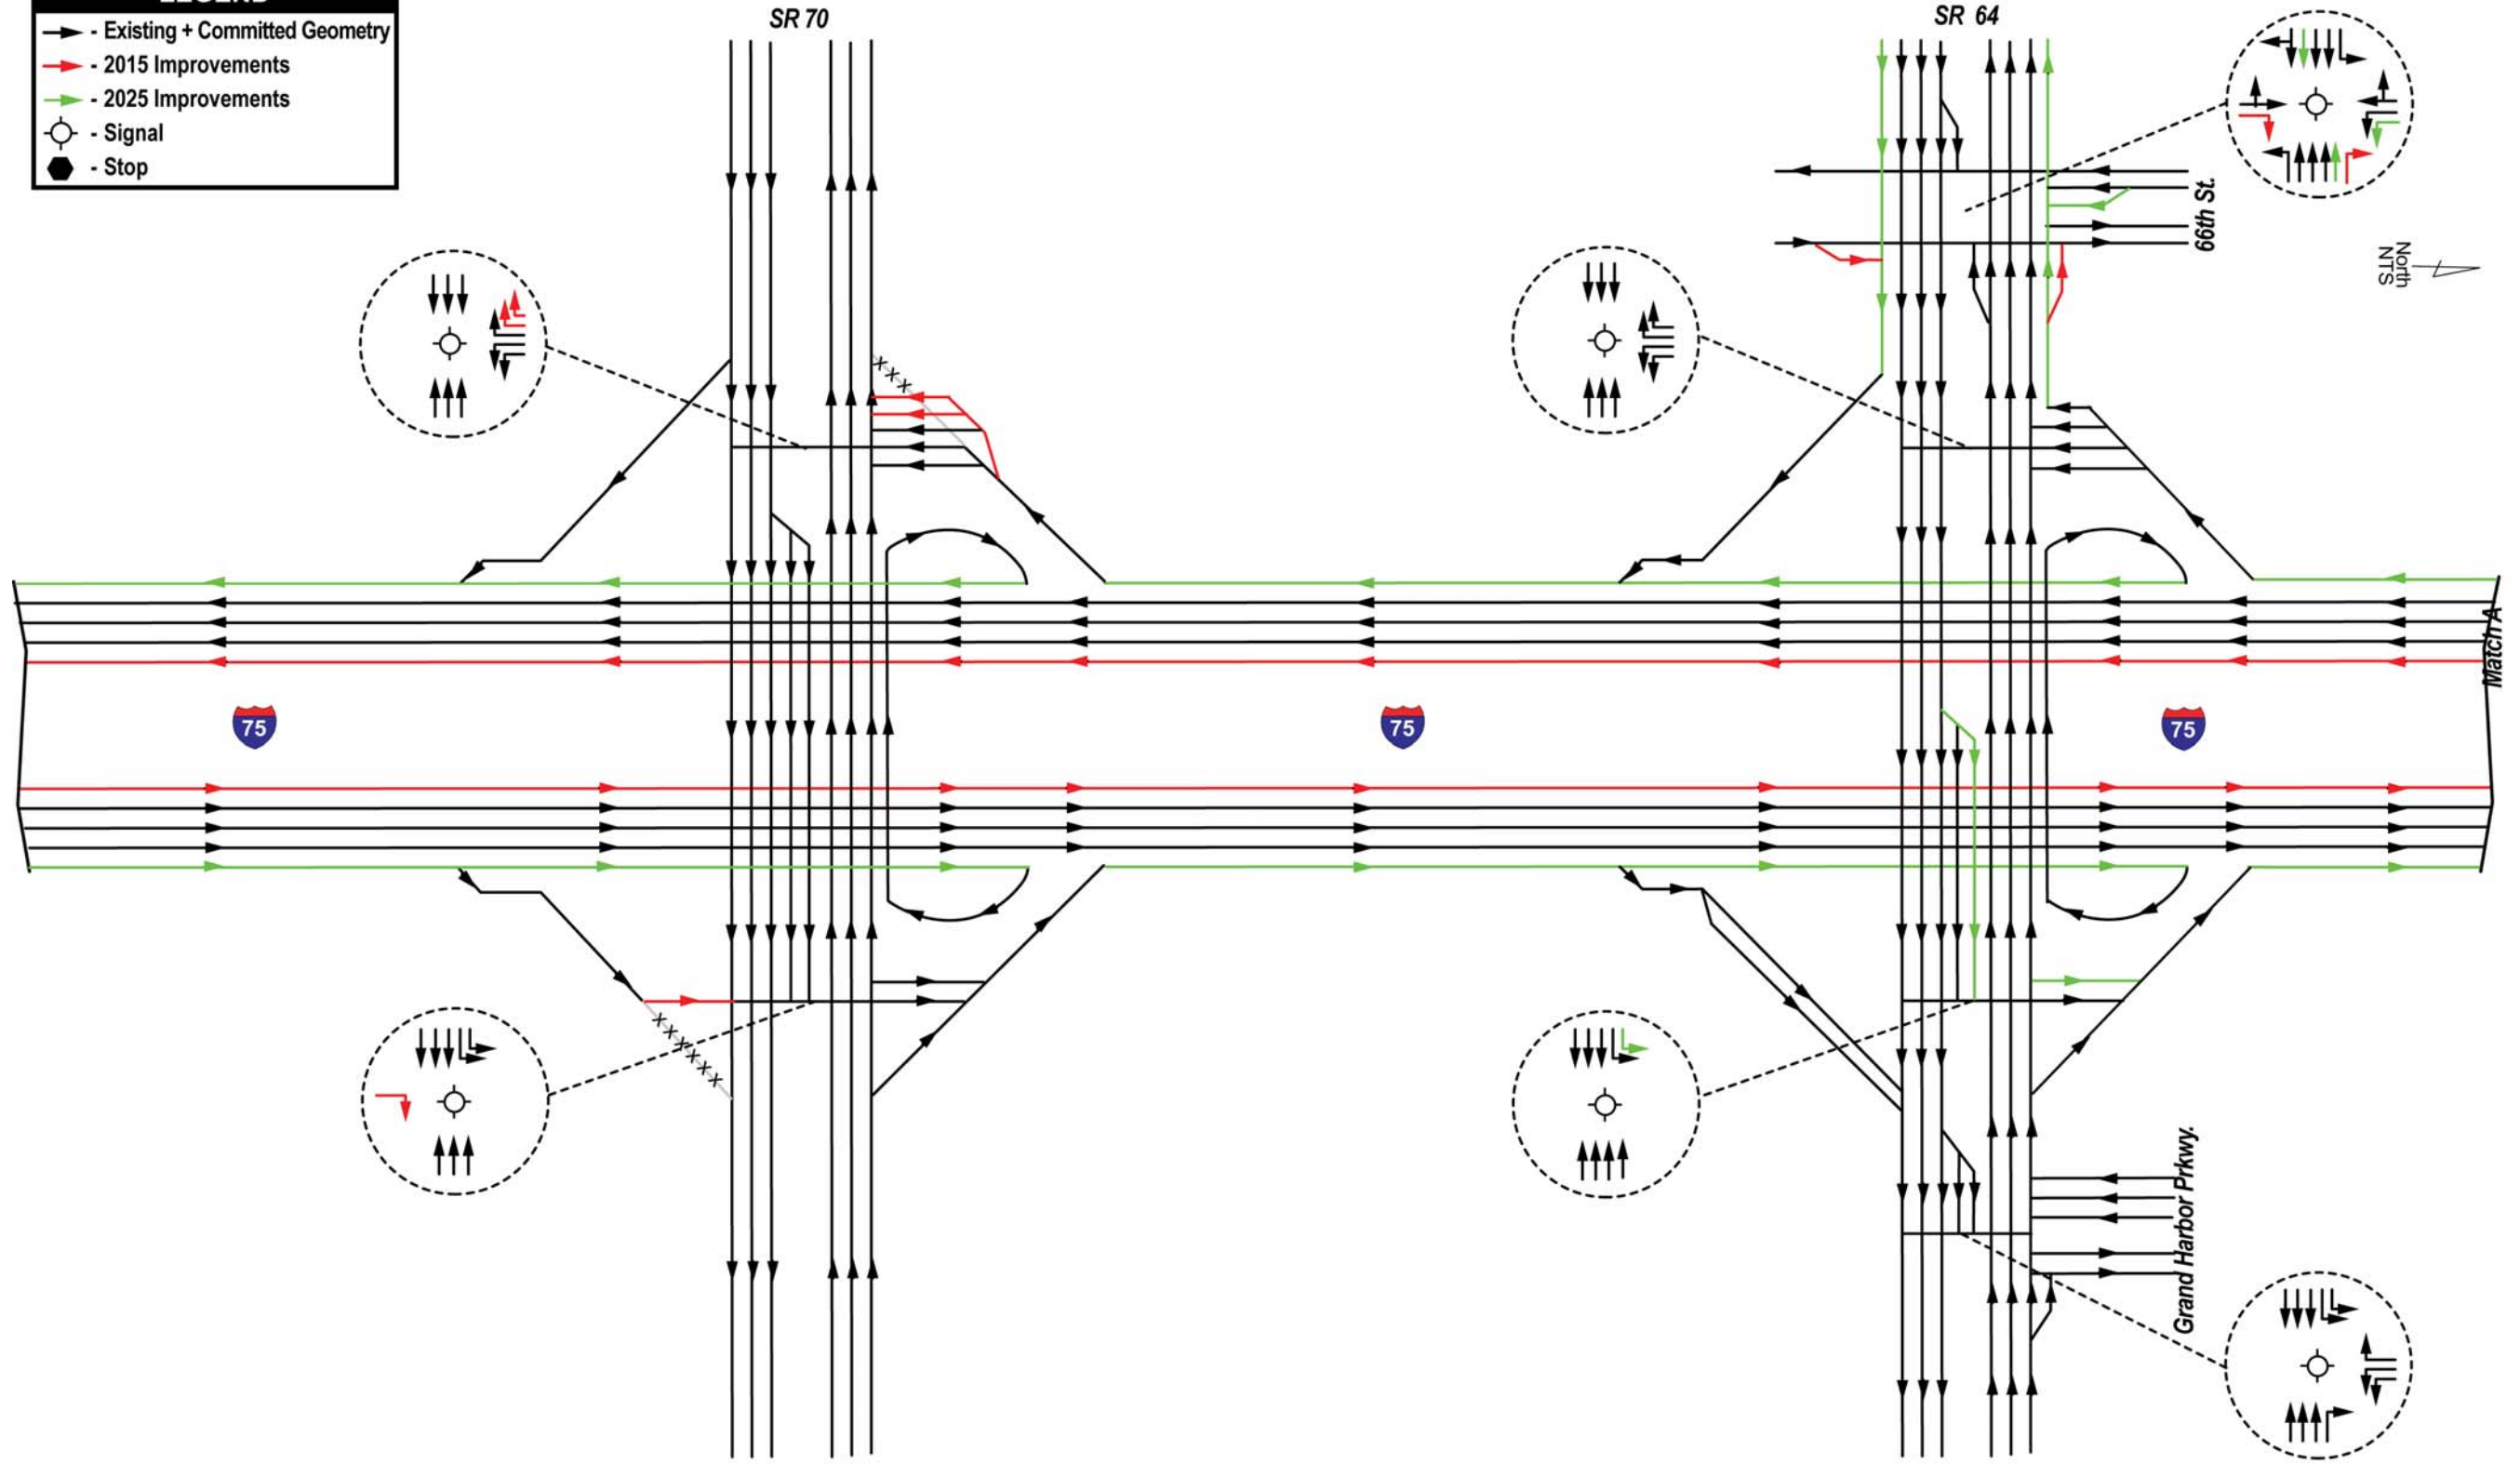 SR 70
SR 64
- Existing + Committed Geometry
- 2015 Improvements
- 2025 Improvements
- Signal
- Stop
66th St.
North
NTS
Match A
75
75
75
Grand Harbor Prkwy.